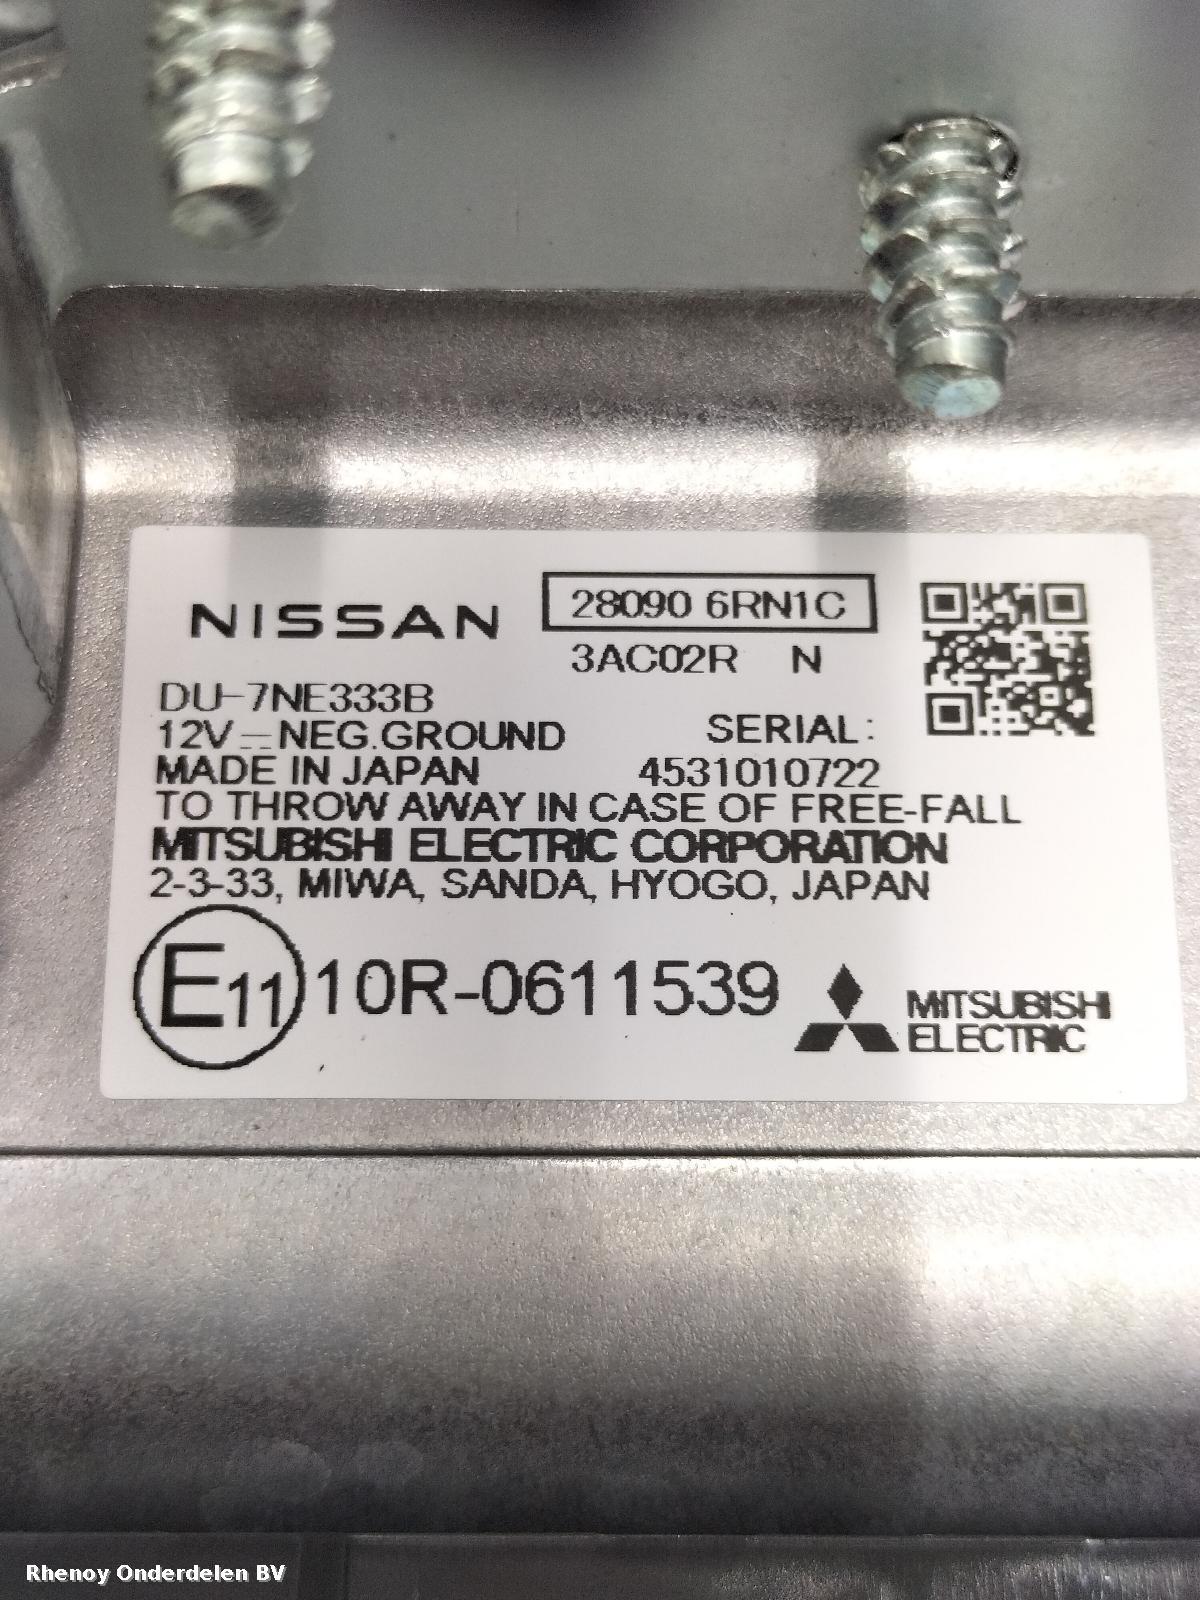 NISSAN
28090 6RN1C
3AC02R N
DU-7NE333B
12V NEG.GROUND
SERIAL:
MADE IN JAPAN
4531010722
TO THROW AWAY IN CASE OF FREE-FALL
MITSUBISHI ELECTRIC CORPORATION
2-3-33, MIWA, SANDA, HYOGO, JAPAN
E11 10R-0611539
MITSUBISHI
ELECTRIC
Rhenoy Onderdelen BV